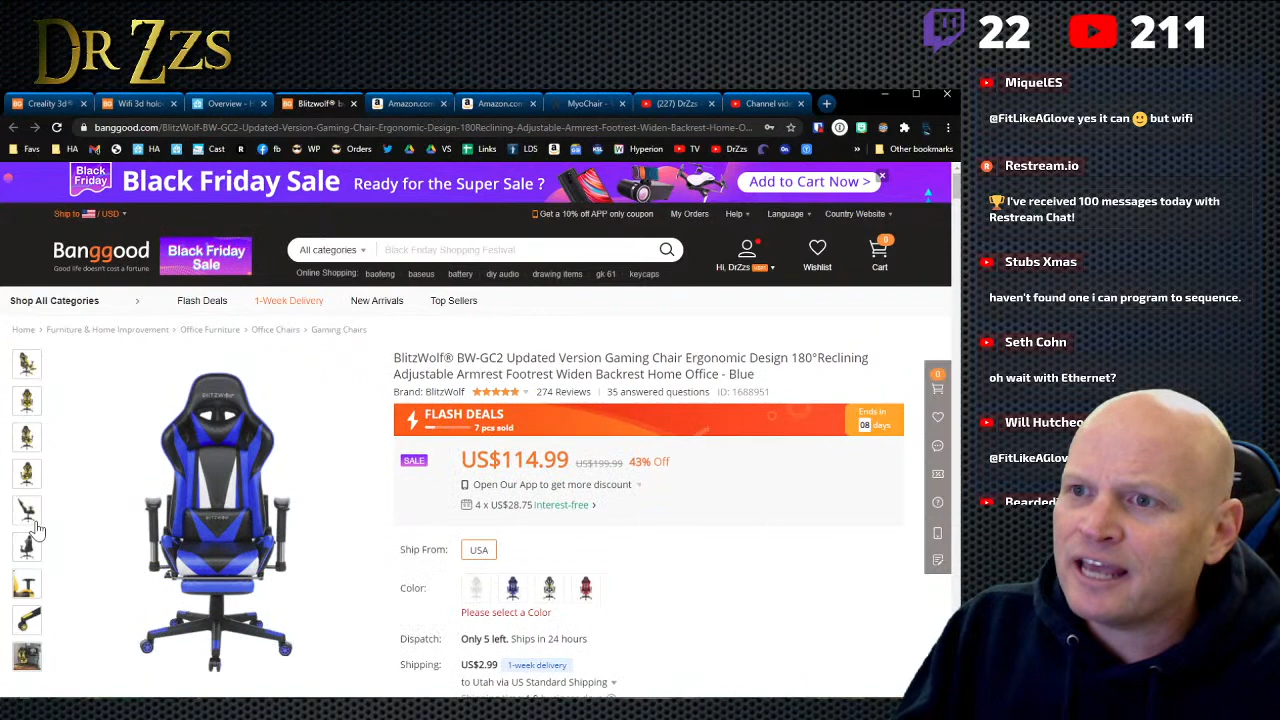 DR ZZS
22
211
Creality 3d®
Wifi 3d holo
Overview - H
Blitzwolf® b
Amazon.com
Amazon.com
MyoChair -
(227) DrZzs
Channel vide
banggood.com/BlitzWolf-BW-GC2-Updated-Version-Gaming-Chair-Ergonomic-Design-180Reclining-Adjustable-Armrest-Footrest-Widen-Backrest-Home-O...
Favs
HA
HA
Cast
fb
WP
Orders
VS
Links
LDS
Hyperion
TV
DrZzs
Other bookmarks
Black Friday
Black Friday Sale
Ready for the Super Sale ?
Add to Cart Now >
Ship to / USD
Get a 10% off APP only coupon
My Orders
Help
Language
Country Website
Banggood
Good life doesn't cost a fortune
Black Friday Sale
All categories
Black Friday Shopping Festival
Online Shopping: baofeng baseus battery diy audio drawing items gk 61 keycaps
Hi, DrZzs
Wishlist
0
Cart
Shop All Categories
Flash Deals
1-Week Delivery
New Arrivals
Top Sellers
Home > Furniture & Home Improvement > Office Furniture > Office Chairs > Gaming Chairs
BlitzWolf® BW-GC2 Updated Version Gaming Chair Ergonomic Design 180°Reclining
Adjustable Armrest Footrest Widen Backrest Home Office - Blue
Brand: BlitzWolf
274 Reviews
35 answered questions
ID: 1688951
FLASH DEALS
7 pcs sold
Ends in
08 days
SALE
US$114.99
US$199.99
43% Off
Open Our App to get more discount
4 x US$28.75 interest-free >
Ship From:
USA
Color:
Please select a Color
Dispatch:
Only 5 left. Ships in 24 hours
Shipping:
US$2.99
1-week delivery
to Utah via US Standard Shipping
0
BLITZWOLF
BLITZWOLF
MiquelES
@FitLikeAGlove yes it can 🙂 but wifi
Restream.io
🏆 I've received 100 messages today with
Restream Chat!
Stubs Xmas
haven't found one i can program to sequence.
Seth Cohn
oh wait with Ethernet?
Will Hutcheo
@FitLikeAGlov
Bearded